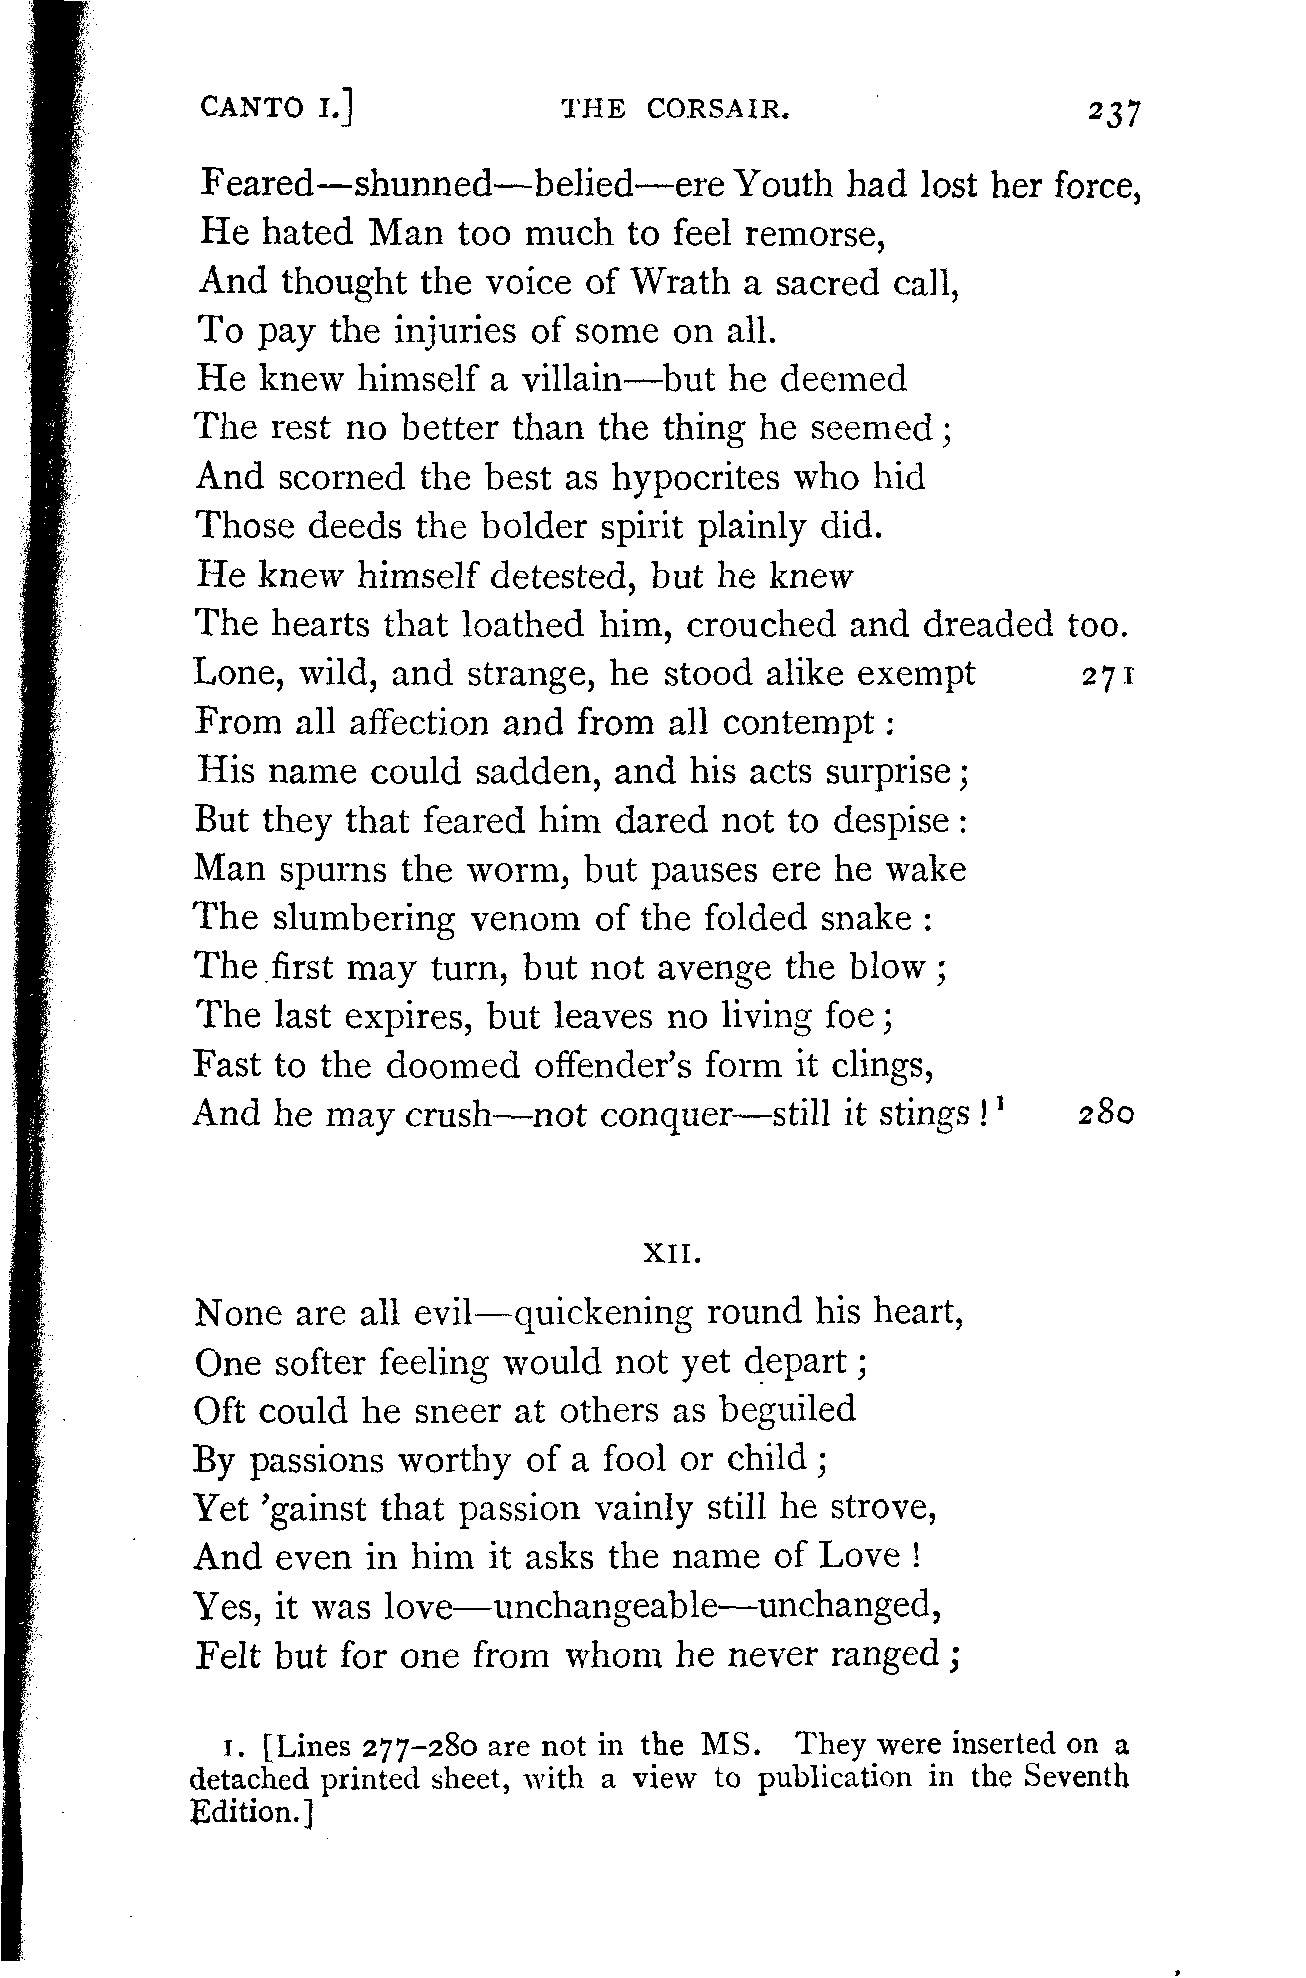 CANTO I.] THE CORSAIR. 237
Feared—shunned—belied—ere Youth had lost her force,
He hated Man too much to feel remorse,
And thought the voice of Wrath a sacred call,
To pay the injuries of some on all.
He knew himself a villain—but he deemed
The rest no better than the thing he seemed;
And scorned the best as hypocrites who hid
Those deeds the bolder spirit plainly did.
He knew himself detested, but he knew
The hearts that loathed him, crouched and dreaded too.
Lone, wild, and strange, he stood alike exempt 271
From all affection and from all contempt:
His name could sadden, and his acts surprise;
But they that feared him dared not to despise:
Man spurns the worm, but pauses ere he wake
The slumbering venom of the folded snake:
The first may turn, but not avenge the blow;
The last expires, but leaves no living foe;
Fast to the doomed offender's form it clings,
And he may crush—not conquer—still it stings!¹ 280
XII.
None are all evil—quickening round his heart,
One softer feeling would not yet depart;
Oft could he sneer at others as beguiled
By passions worthy of a fool or child;
Yet 'gainst that passion vainly still he strove,
And even in him it asks the name of Love!
Yes, it was love—unchangeable—unchanged,
Felt but for one from whom he never ranged;
1. [Lines 277–280 are not in the MS. They were inserted on a
detached printed sheet, with a view to publication in the Seventh
Edition.]